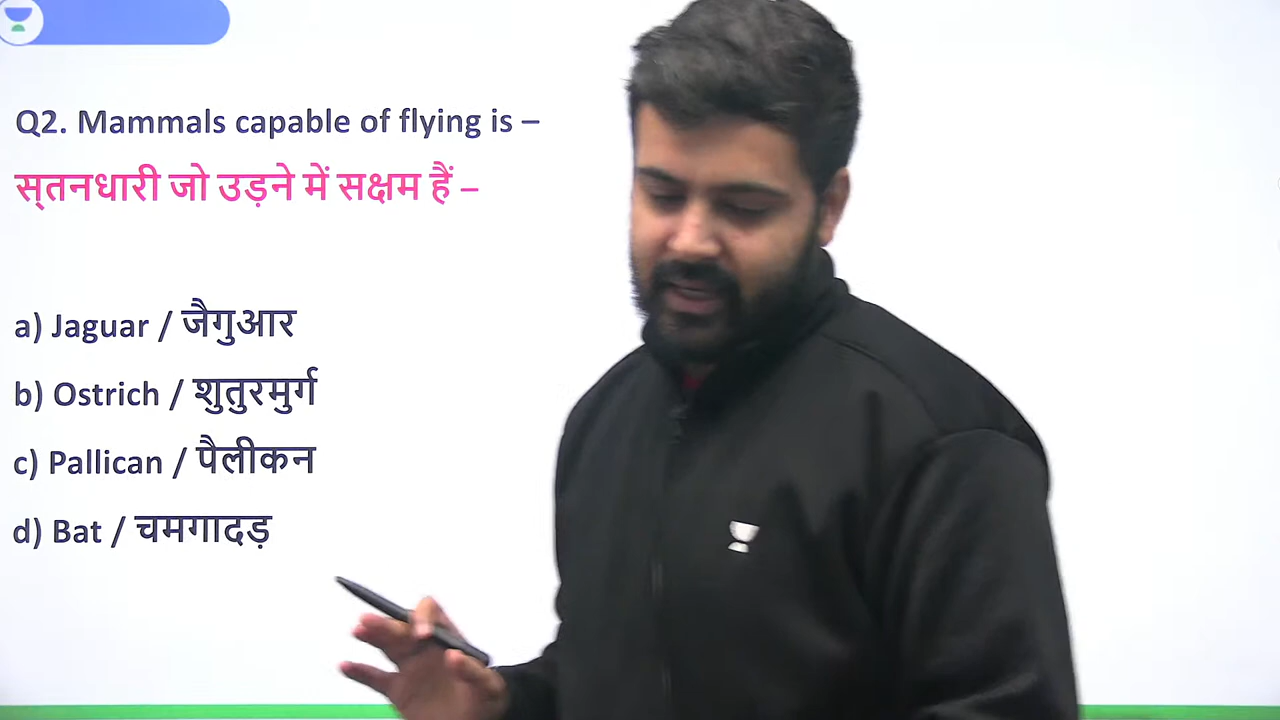 Q2. Mammals capable of flying is –
स्तनधारी जो उड़ने में सक्षम हैं –
a) Jaguar / जैगुआर
b) Ostrich / शुतुरमुर्ग
c) Pallican / पैलीकन
d) Bat / चमगादड़